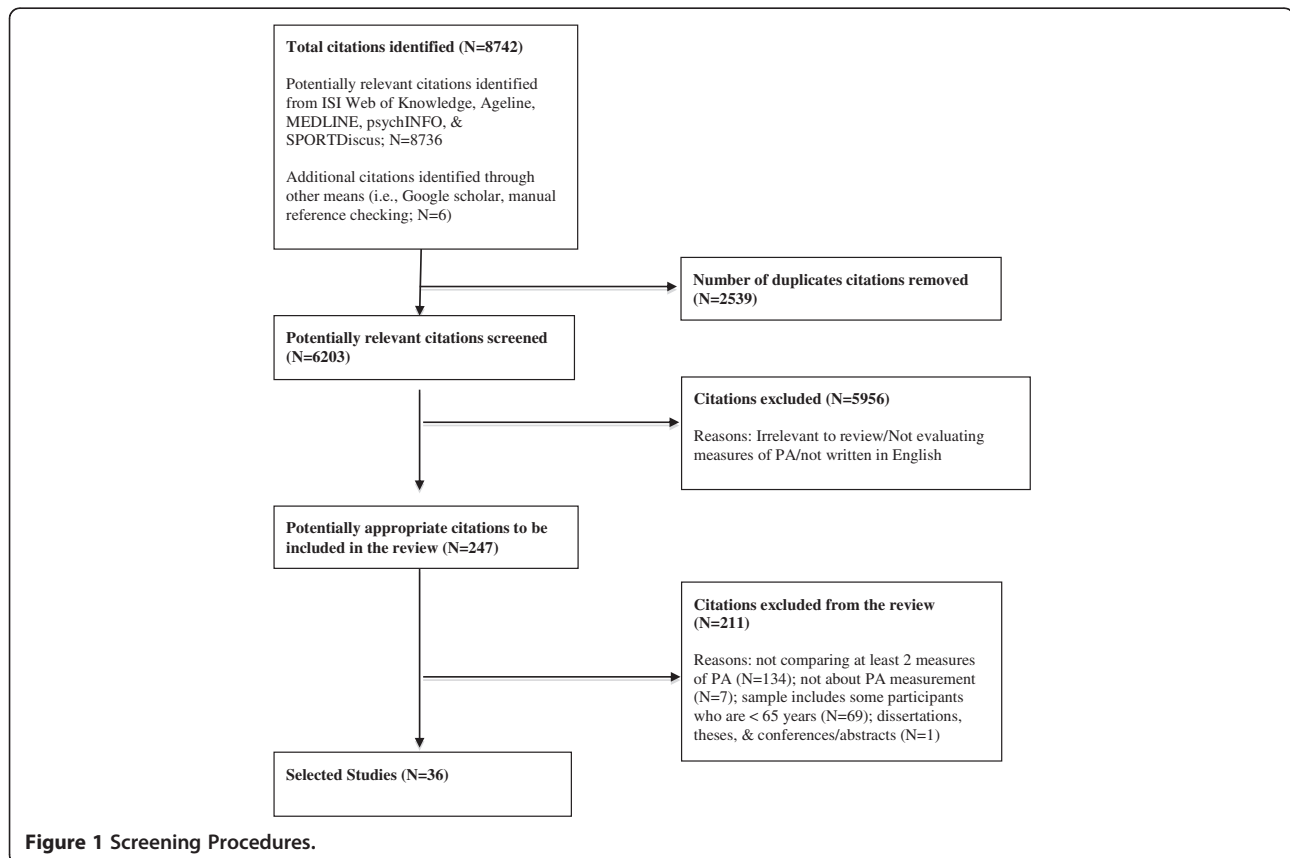 Total citations identified (N=8742)
Potentially relevant citations identified
from ISI Web of Knowledge, Ageline,
MEDLINE, psychINFO, &
SPORTDiscus; N=8736
Additional citations identified through
other means (i.e., Google scholar, manual
reference checking; N=6)
Number of duplicates citations removed
(N=2539)
Potentially relevant citations screened
(N=6203)
Citations excluded (N=5956)
Reasons: Irrelevant to review/Not evaluating
measures of PA/not written in English
Potentially appropriate citations to be
included in the review (N=247)
Citations excluded from the review
(N=211)
Reasons: not comparing at least 2 measures
of PA (N=134); not about PA measurement
(N=7); sample includes some participants
who are < 65 years (N=69); dissertations,
theses, & conferences/abstracts (N=1)
Selected Studies (N=36)
Figure 1 Screening Procedures.